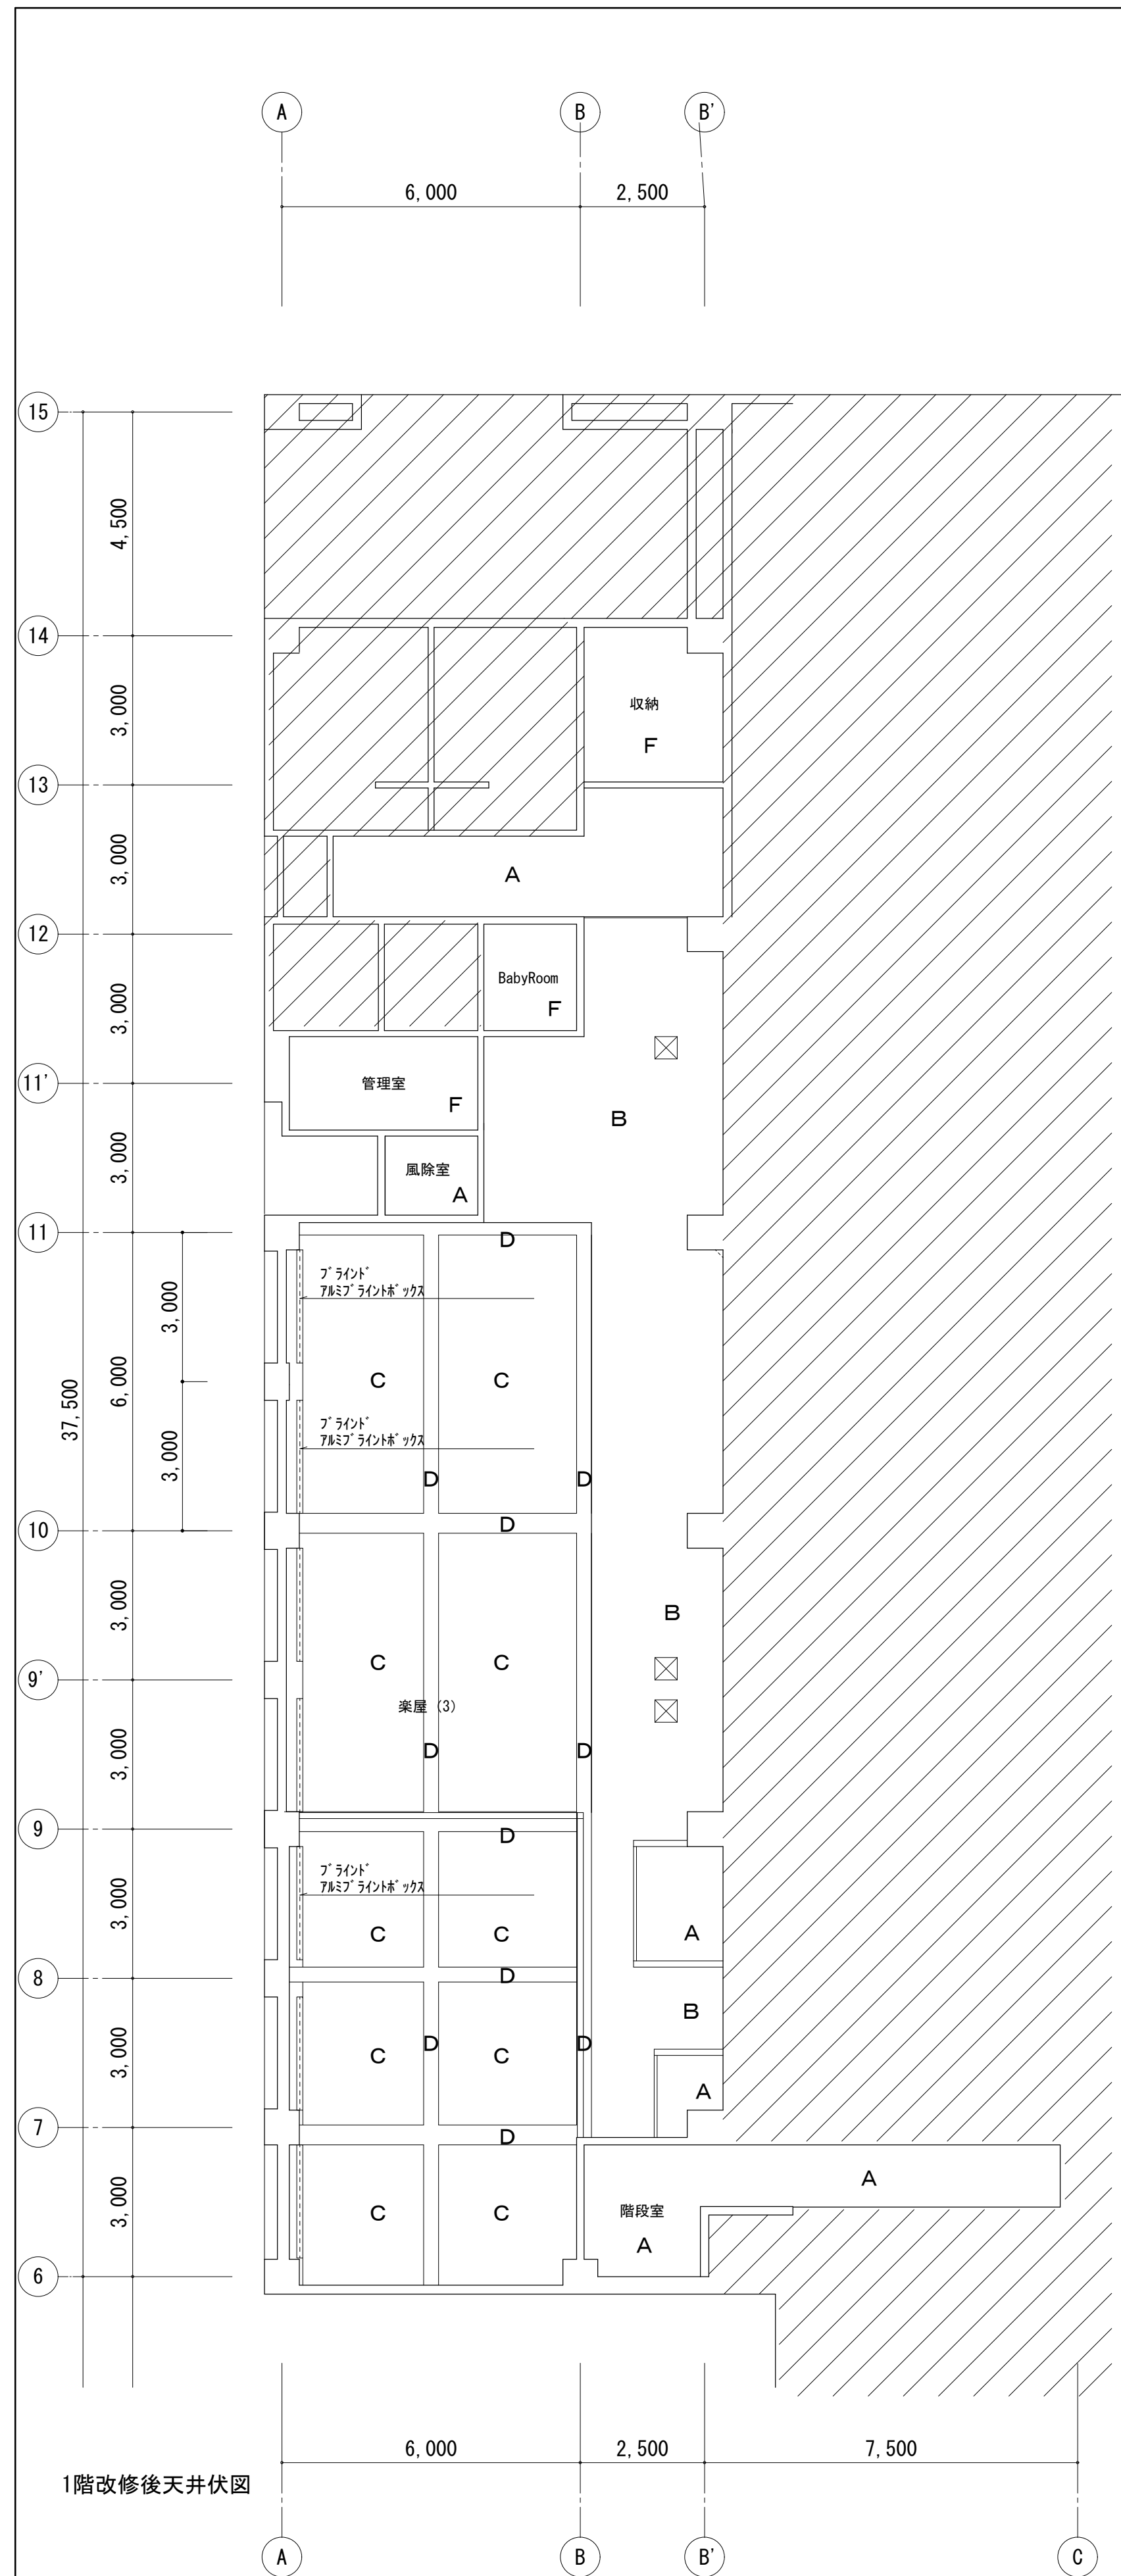 A B B'
6,000 2,500
15
4,500
14
3,000
収納
F
13
3,000
A
12
BabyRoom
F
3,000
11'
管理室
F
B
3,000
風除室
A
11
D
ブラインド
アルミブライントボックス
3,000
C C
6,000
37,500
ブラインド
アルミブライントボックス
3,000
D D
D
10
3,000
B
C C
9'
楽屋（3）
D D
3,000
9
D
ブラインド
アルミブライントボックス
3,000
C C A
8
D
B
D D
3,000
C C
A
7
D
A
3,000
階段室
C C
A
6
6,000 2,500 7,500
1階改修後天井伏図
A B B' C